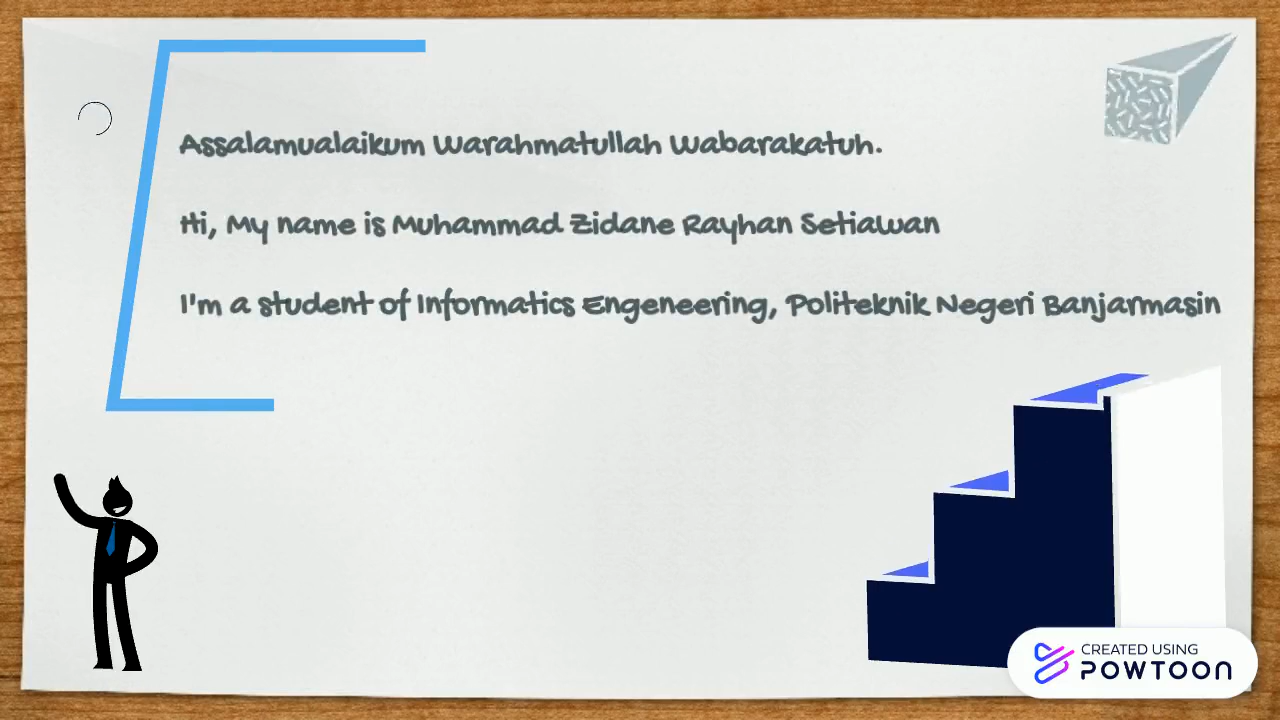 Assalamualaikum Warahmatullah Wabarakatuh.
Hi, My name is Muhammad Zidane Rayhan Setiawan
I'm a student of Informatics Engeneering, Politeknik Negeri Banjarmasin
CREATED USING
POWTOON